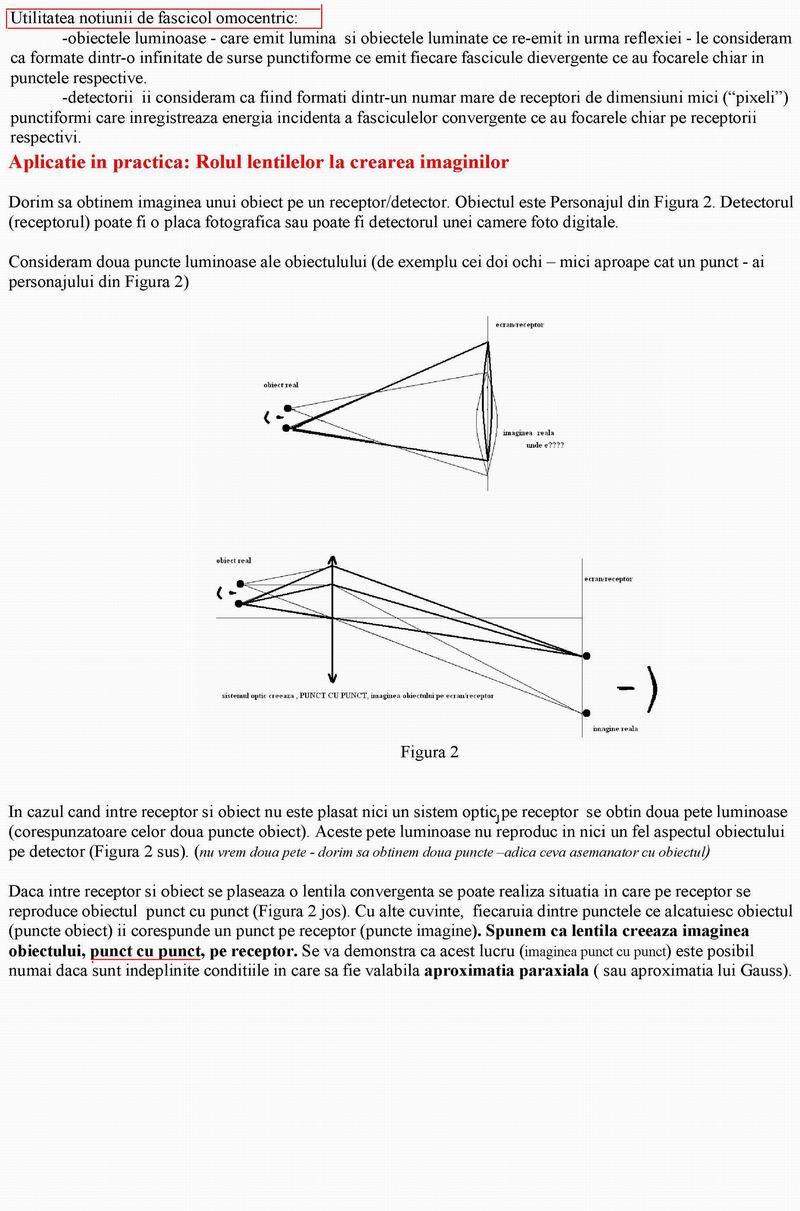 Utilitatea notiunii de fascicol omocentric:
-obiectele luminoase - care emit lumina si obiectele luminate ce re-emit in urma reflexiei - le consideram
ca formate dintr-o infinitate de surse punctiforme ce emit fiecare fascicule dievergente ce au focarele chiar in
punctele respective.
-detectorii ii consideram ca fiind formati dintr-un numar mare de receptori de dimensiuni mici (“pixeli”)
punctiformi care inregistreaza energia incidenta a fasciculelor convergente ce au focarele chiar pe receptorii
respectivi.
Aplicatie in practica: Rolul lentilelor la crearea imaginilor
Dorim sa obtinem imaginea unui obiect pe un receptor/detector. Obiectul este Personajul din Figura 2. Detectorul
(receptorul) poate fi o placa fotografica sau poate fi detectorul unei camere foto digitale.
Consideram doua puncte luminoase ale obiectulului (de exemplu cei doi ochi – mici aproape cat un punct - ai
personajului din Figura 2)
ecran/receptor
obiect real
imaginea reala
unde e????
obiect real
ecran/receptor
sistemul optic creeaza , PUNCT CU PUNCT, imaginea obiectului pe ecran/receptor
imagine reala
Figura 2
In cazul cand intre receptor si obiect nu este plasat nici un sistem optic, pe receptor se obtin doua pete luminoase
(corespunzatoare celor doua puncte obiect). Aceste pete luminoase nu reproduc in nici un fel aspectul obiectului
pe detector (Figura 2 sus). (nu vrem doua pete - dorim sa obtinem doua puncte –adica ceva asemanator cu obiectul)
Daca intre receptor si obiect se plaseaza o lentila convergenta se poate realiza situatia in care pe receptor se
reproduce obiectul punct cu punct (Figura 2 jos). Cu alte cuvinte, fiecaruia dintre punctele ce alcatuiesc obiectul
(puncte obiect) ii corespunde un punct pe receptor (puncte imagine). Spunem ca lentila creeaza imaginea
obiectului, punct cu punct, pe receptor. Se va demonstra ca acest lucru (imaginea punct cu punct) este posibil
numai daca sunt indeplinite conditiile in care sa fie valabila aproximatia paraxiala ( sau aproximatia lui Gauss).